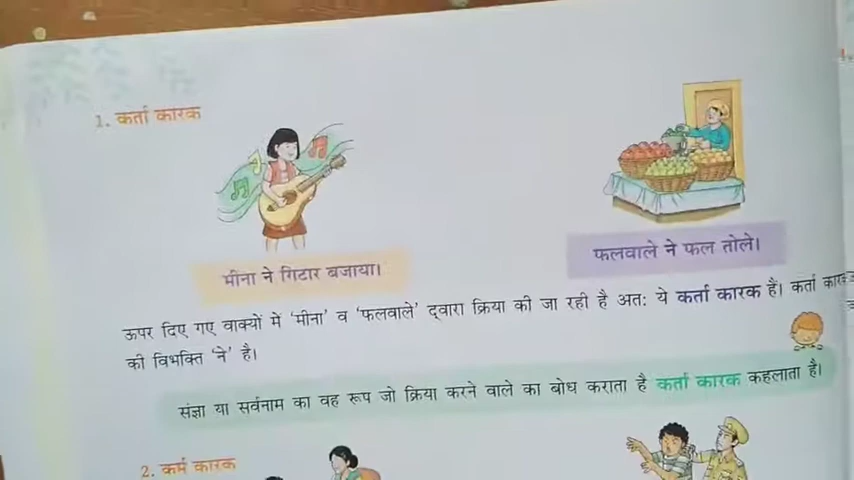 1. कर्ता कारक
मीना ने गिटार बजाया।
फलवाले ने फल तोले।
ऊपर दिए गए वाक्यों में 'मीना' व 'फलवाले' द्वारा क्रिया की जा रही है अतः ये कर्ता कारक हैं। कर्ता कारक
की विभक्ति 'ने' है।
संज्ञा या सर्वनाम का वह रूप जो क्रिया करने वाले का बोध कराता है कर्ता कारक कहलाता है।
2. कर्म कारक